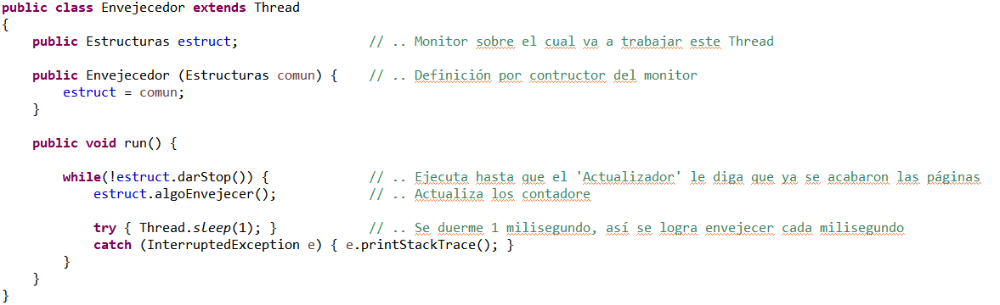 public class Envejecedor extends Thread
{
    public Estructuras estruct;                 // .. Monitor sobre el cual va a trabajar este Thread
    public Envejecedor (Estructuras comun) {    // .. Definición por contructor del monitor
        estruct = comun;
    }
    public void run() {
        while(!estruct.darStop()) {             // .. Ejecuta hasta que el 'Actualizador' le diga que ya se acabaron las páginas
            estruct.algoEnvejecer();            // .. Actualiza los contadore
            try { Thread.sleep(1); }            // .. Se duerme 1 milisegundo, así se logra envejecer cada milisegundo
            catch (InterruptedException e) { e.printStackTrace(); }
        }
    }
}